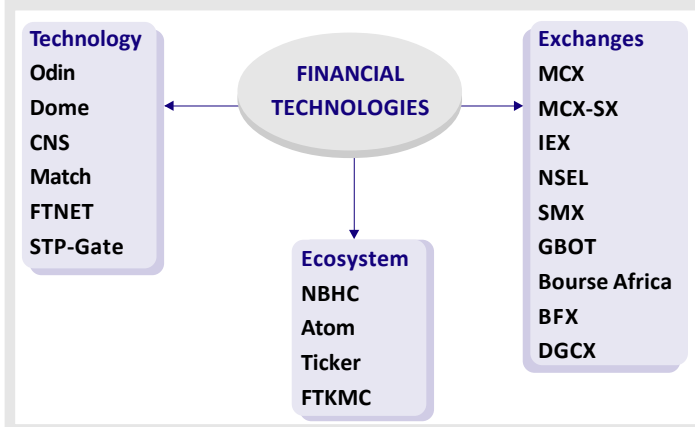 Technology
Odin
Dome
CNS
Match
FTNET
STP-Gate
FINANCIAL
TECHNOLOGIES
Exchanges
MCX
MCX-SX
IEX
NSEL
SMX
GBOT
Bourse Africa
BFX
DGCX
Ecosystem
NBHC
Atom
Ticker
FTKMC